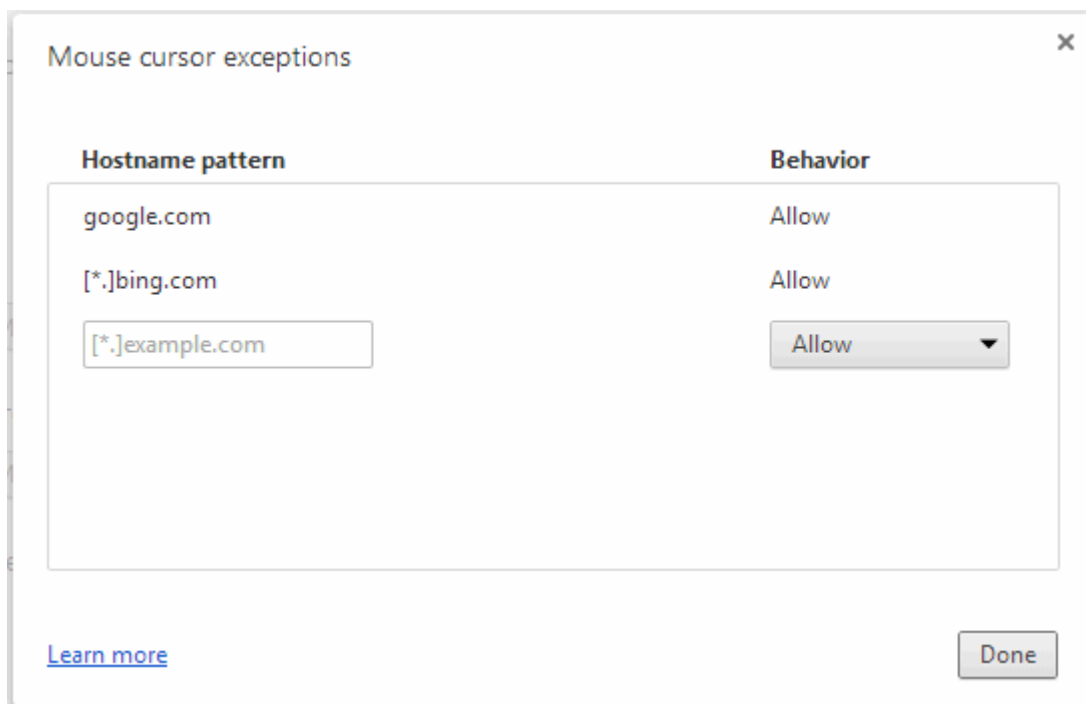 Mouse cursor exceptions
Hostname pattern Behavior
google.com Allow
[*.]bing.com Allow
[*.]example.com Allow
Learn more Done